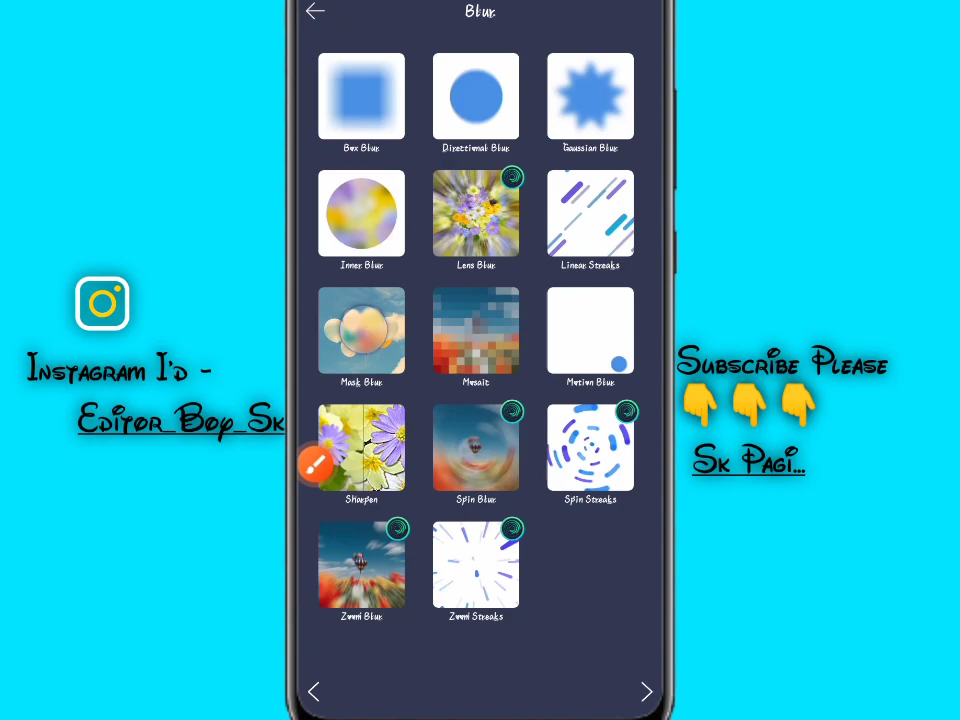 Blur
Box Blur
Directional Blur
Gaussian Blur
Inner Blur
Lens Blur
Linear Streaks
Mask Blur
Mosaic
Motion Blur
Sharpen
Spin Blur
Spin Streaks
Zoom Blur
Zoom Streaks
Instagram I'd -
Editor_Boy_Sk
Subscribe Please
Sk Pagi...